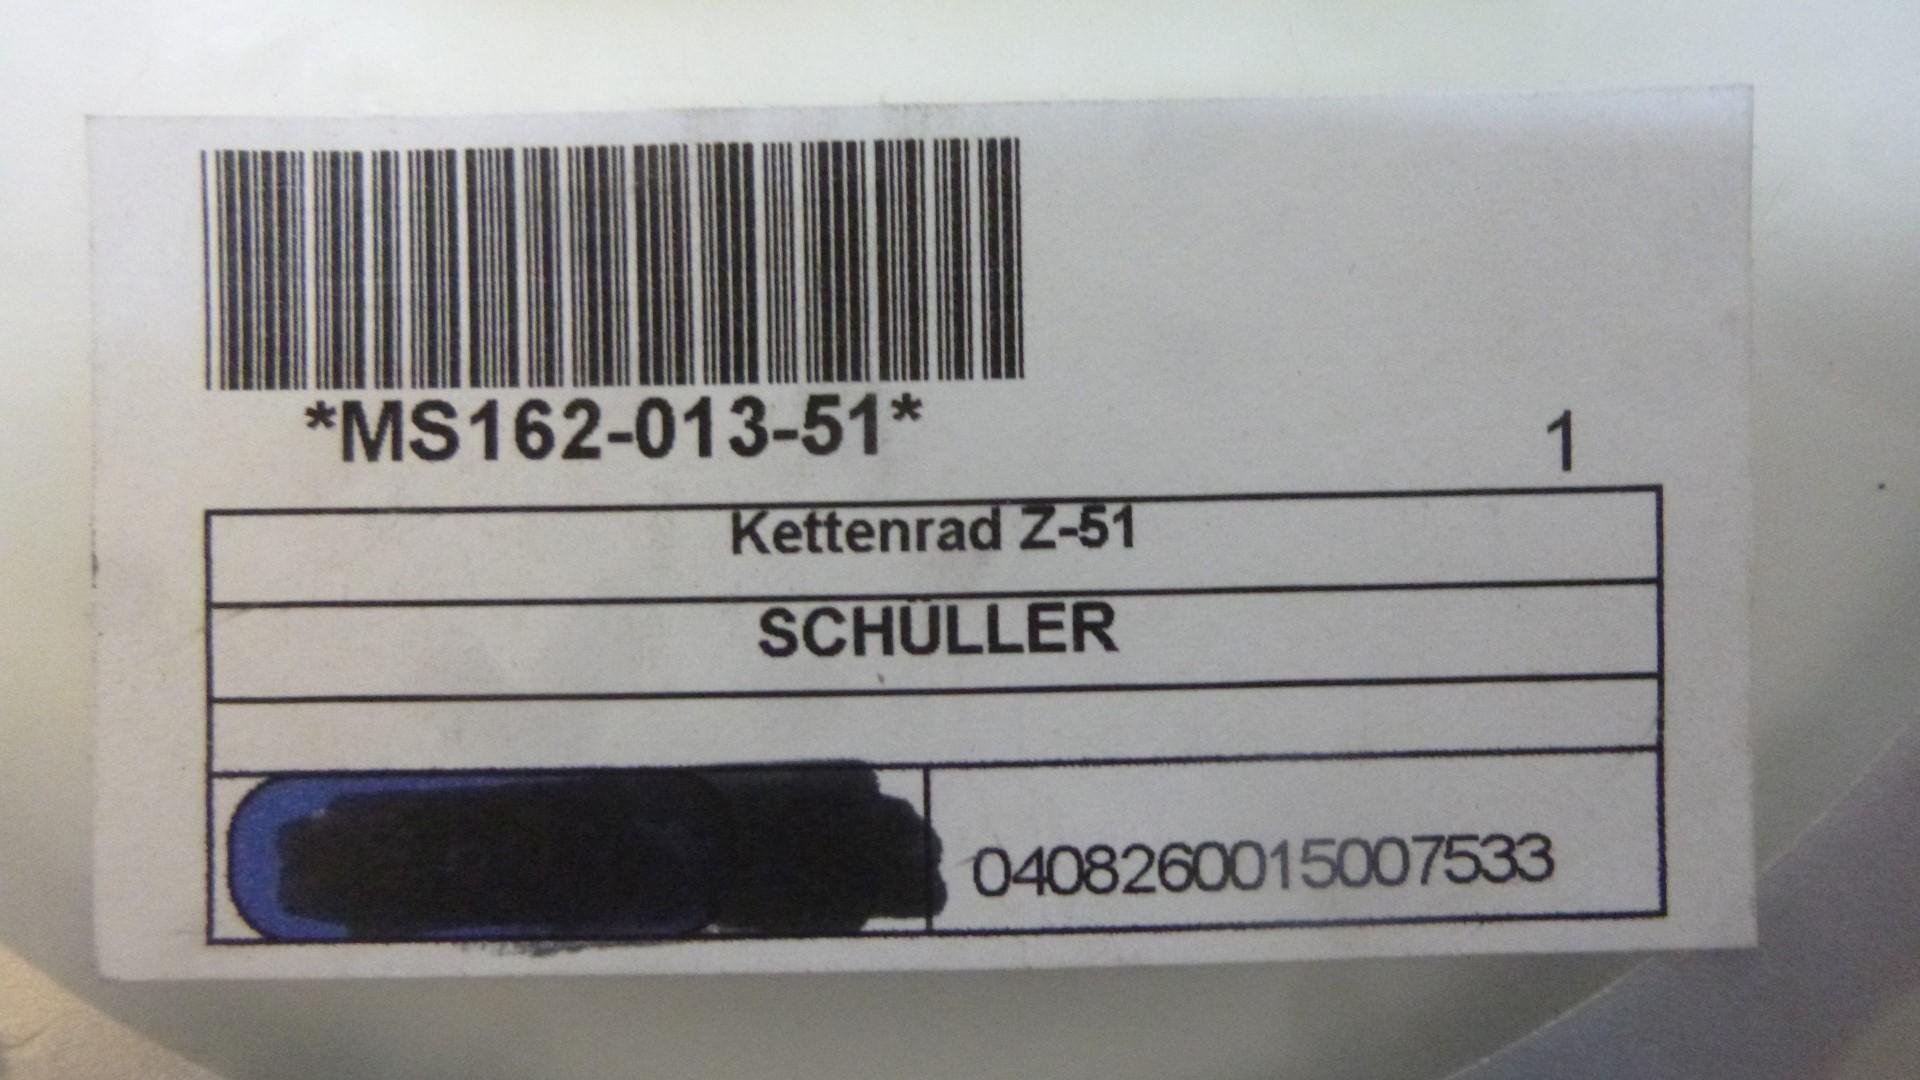 *MS162-013-51*
1
Kettenrad Z-51
SCHÜLLER
0408260015007533